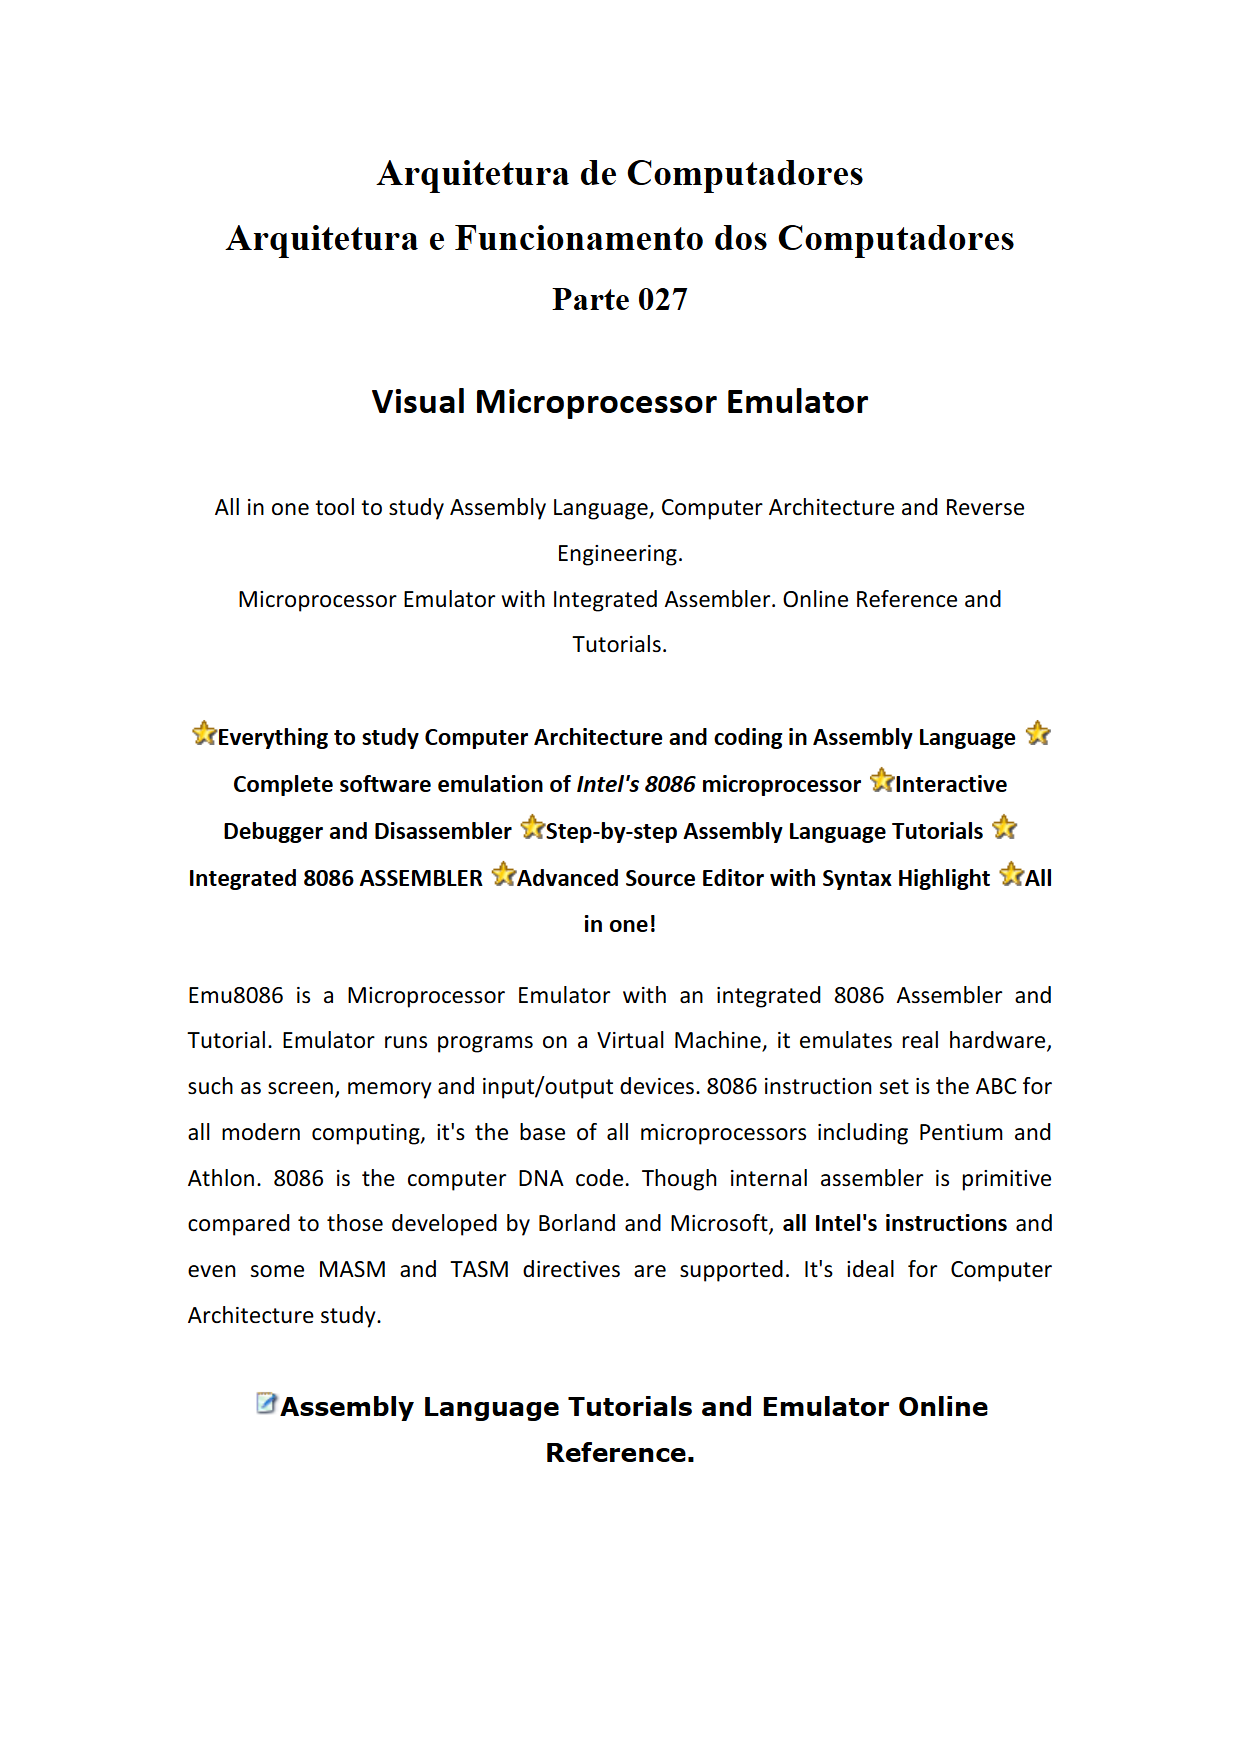 Arquitetura de Computadores
Arquitetura e Funcionamento dos Computadores
Parte 027
Visual Microprocessor Emulator
All in one tool to study Assembly Language, Computer Architecture and Reverse
Engineering.
Microprocessor Emulator with Integrated Assembler. Online Reference and
Tutorials.
Everything to study Computer Architecture and coding in Assembly Language
Complete software emulation of Intel's 8086 microprocessor Interactive
Debugger and Disassembler Step-by-step Assembly Language Tutorials
Integrated 8086 ASSEMBLER Advanced Source Editor with Syntax Highlight All
in one!
Emu8086 is a Microprocessor Emulator with an integrated 8086 Assembler and
Tutorial. Emulator runs programs on a Virtual Machine, it emulates real hardware,
such as screen, memory and input/output devices. 8086 instruction set is the ABC for
all modern computing, it's the base of all microprocessors including Pentium and
Athlon. 8086 is the computer DNA code. Though internal assembler is primitive
compared to those developed by Borland and Microsoft, all Intel's instructions and
even some MASM and TASM directives are supported. It's ideal for Computer
Architecture study.
Assembly Language Tutorials and Emulator Online
Reference.